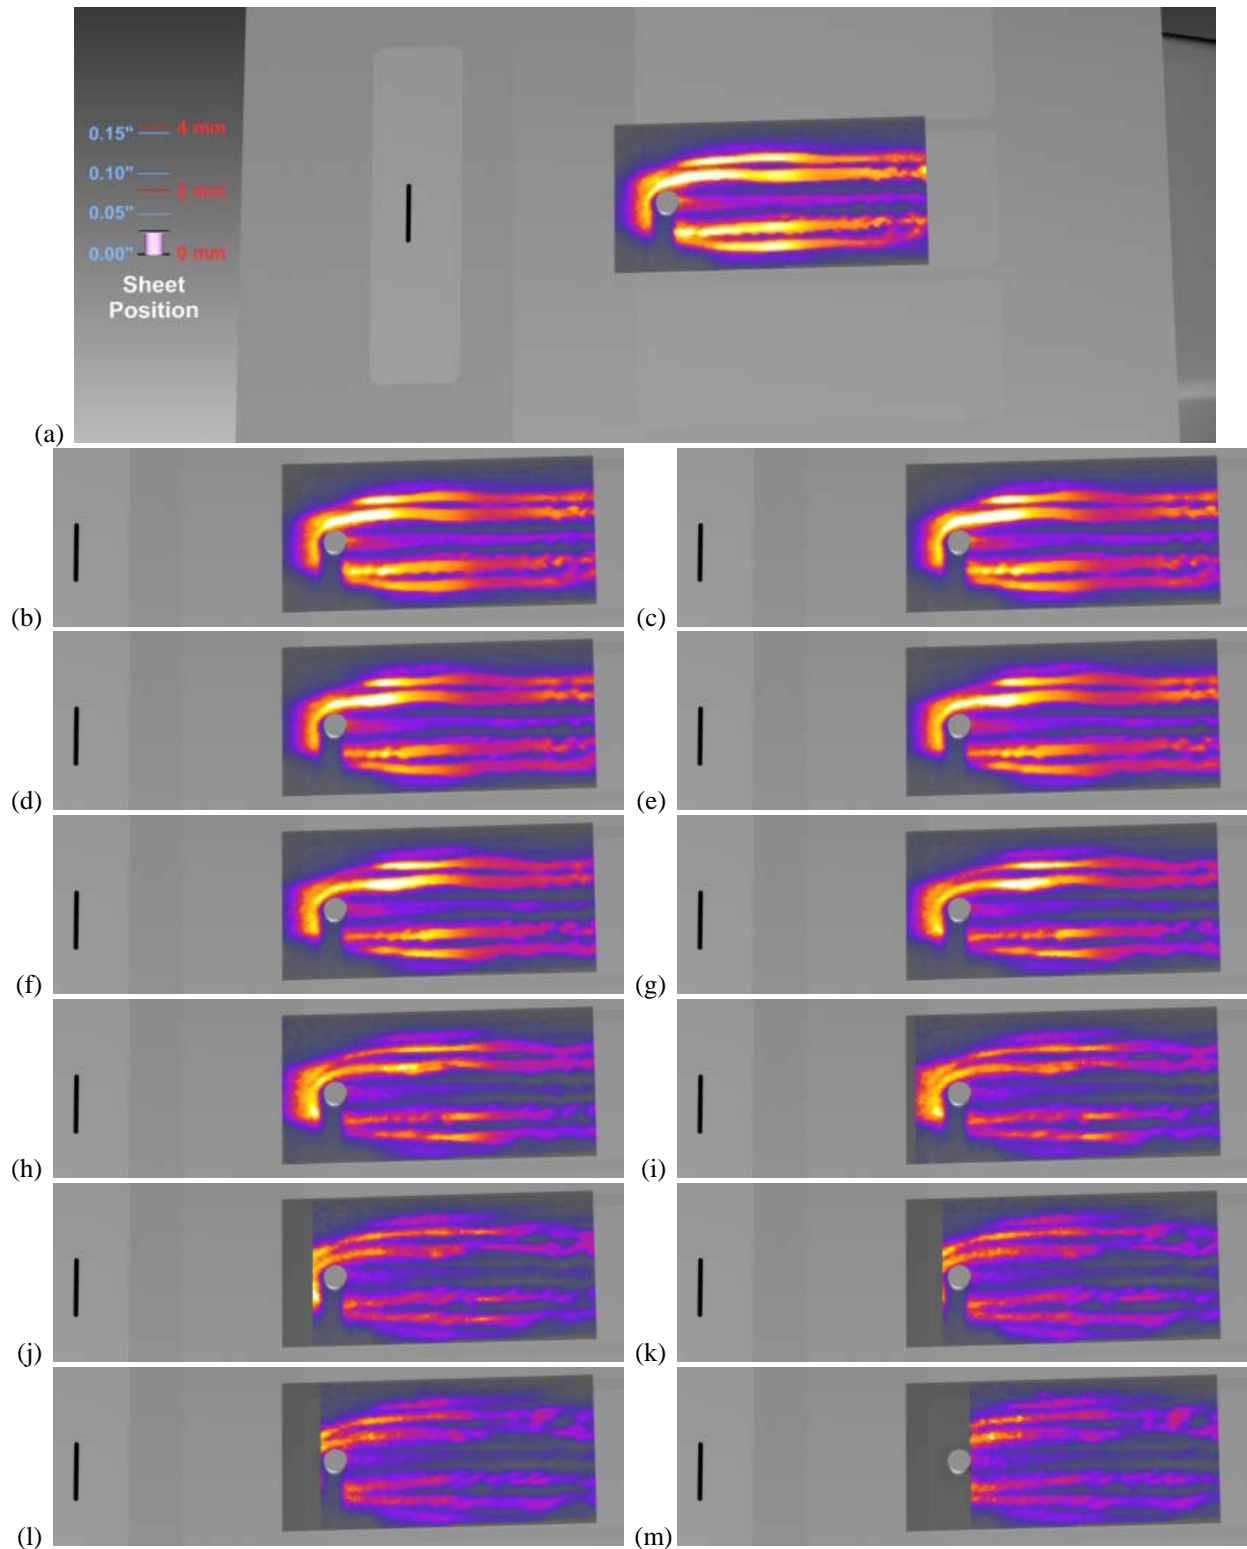 0.15" 4 mm
0.10"
2 mm
0.05"
0.00" 0 mm
Sheet
Position
(a)
(b) (c)
(d) (e)
(f) (g)
(h) (i)
(j) (k)
(l) (m)